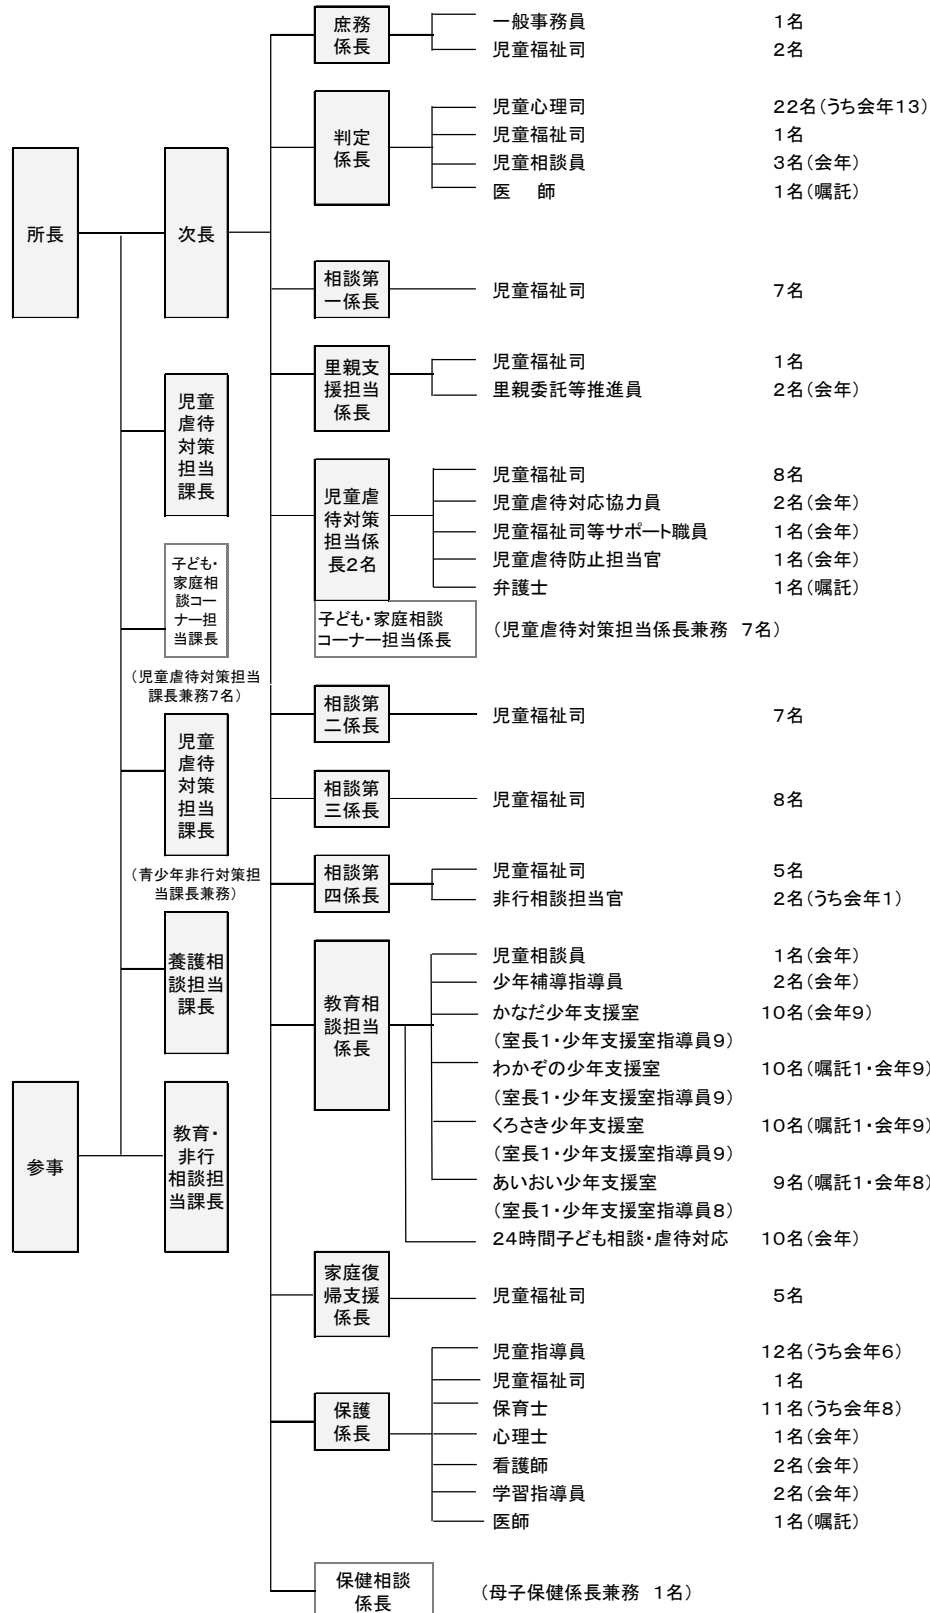 所長
参事
次長
児童
虐待
対策
担当
課長
子ども・
家庭相
談コー
ナー担
当課長
（児童虐待対策担当
課長兼務7名）
児童
虐待
対策
担当
課長
（青少年非行対策担
当課長兼務）
養護相
談担当
課長
教育・
非行
相談担
当課長
庶務
係長
一般事務員 1名
児童福祉司 2名
判定
係長
児童心理司 22名（うち会年13）
児童福祉司 1名
児童相談員 3名（会年）
医　師 1名（嘱託）
相談第
一係長
児童福祉司 7名
里親支
援担当
係長
児童福祉司 1名
里親委託等推進員 2名（会年）
児童虐
待対策
担当係
長2名
児童福祉司 8名
児童虐待対応協力員 2名（会年）
児童福祉司等サポート職員 1名（会年）
児童虐待防止担当官 1名（会年）
弁護士 1名（嘱託）
子ども・家庭相談
コーナー担当係長
（児童虐待対策担当係長兼務 7名）
相談第
二係長
児童福祉司 7名
相談第
三係長
児童福祉司 8名
相談第
四係長
児童福祉司 5名
非行相談担当官 2名（うち会年1）
教育相
談担当
係長
児童相談員 1名（会年）
少年補導指導員 2名（会年）
かなだ少年支援室 10名（会年9）
（室長1・少年支援室指導員9）
わかぞの少年支援室 10名（嘱託1・会年9）
（室長1・少年支援室指導員9）
くろさき少年支援室 10名（嘱託1・会年9）
（室長1・少年支援室指導員9）
あいおい少年支援室 9名（嘱託1・会年8）
（室長1・少年支援室指導員8）
24時間子ども相談・虐待対応 10名（会年）
家庭復
帰支援
係長
児童福祉司 5名
保護
係長
児童指導員 12名（うち会年6）
児童福祉司 1名
保育士 11名（うち会年8）
心理士 1名（会年）
看護師 2名（会年）
学習指導員 2名（会年）
医師 1名（嘱託）
保健相談
係長
（母子保健係長兼務 1名）